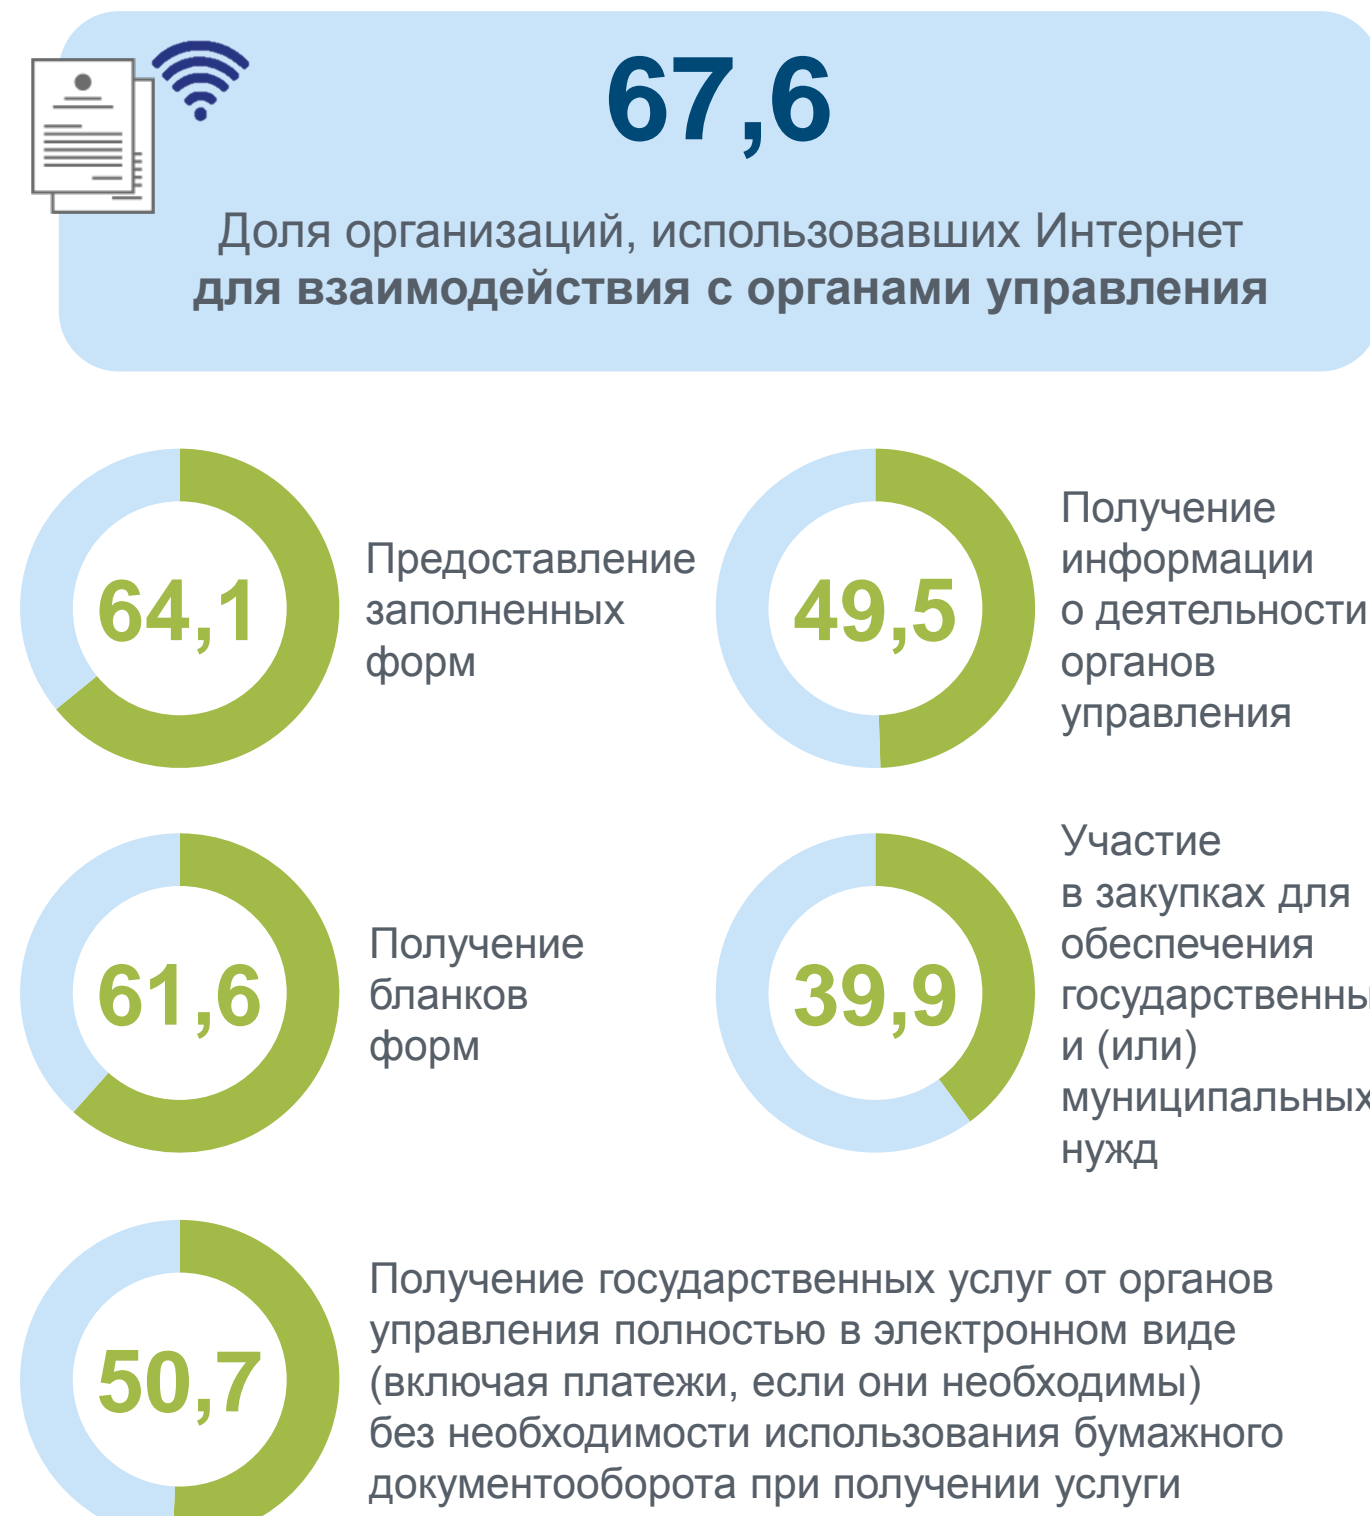 67,6
Доля организаций, использовавших Интернет
для взаимодействия с органами управления
64,1
Предоставление
заполненных
форм
49,5
Получение
информации
о деятельности
органов
управления
61,6
Получение
бланков
форм
39,9
Участие
в закупках для
обеспечения
государственны
и (или)
муниципальных
нужд
50,7
Получение государственных услуг от органов
управления полностью в электронном виде
(включая платежи, если они необходимы)
без необходимости использования бумажного
документооборота при получении услуги